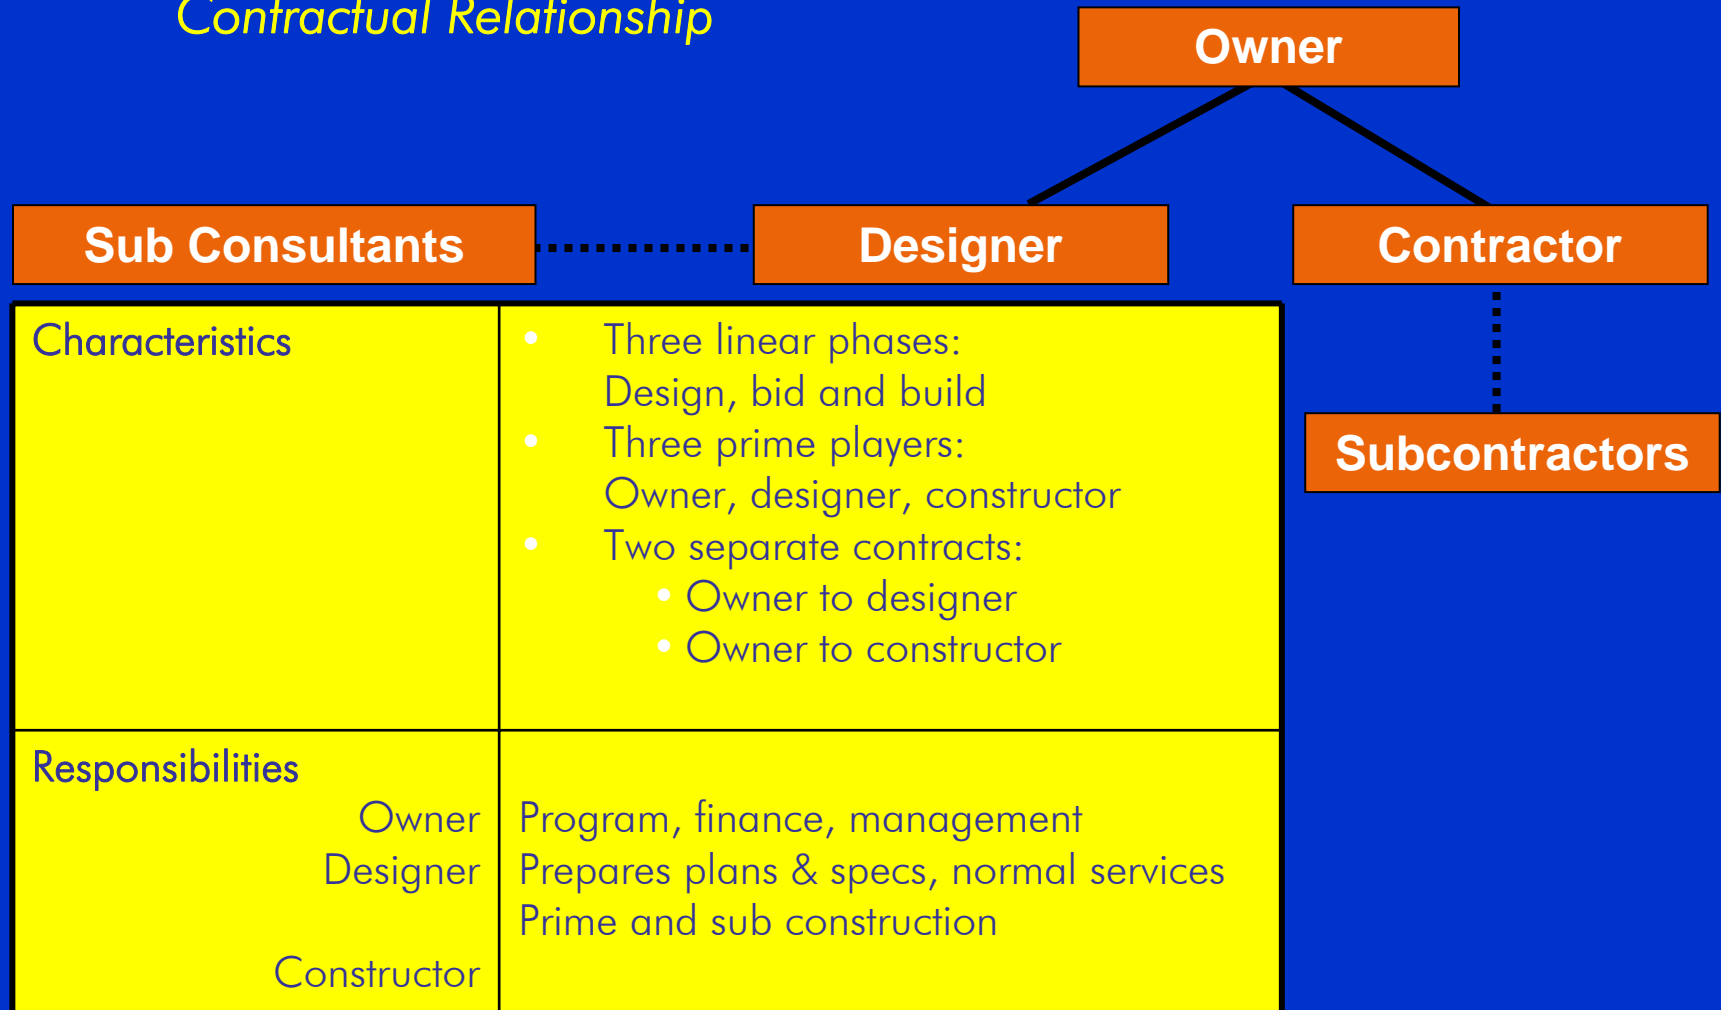 Contractual Relationship
Owner
Sub Consultants
Designer
Contractor
Subcontractors
Characteristics
• Three linear phases:
Design, bid and build
• Three prime players:
Owner, designer, constructor
• Two separate contracts:
• Owner to designer
• Owner to constructor
Responsibilities
Owner
Designer
Constructor
Program, finance, management
Prepares plans & specs, normal services
Prime and sub construction